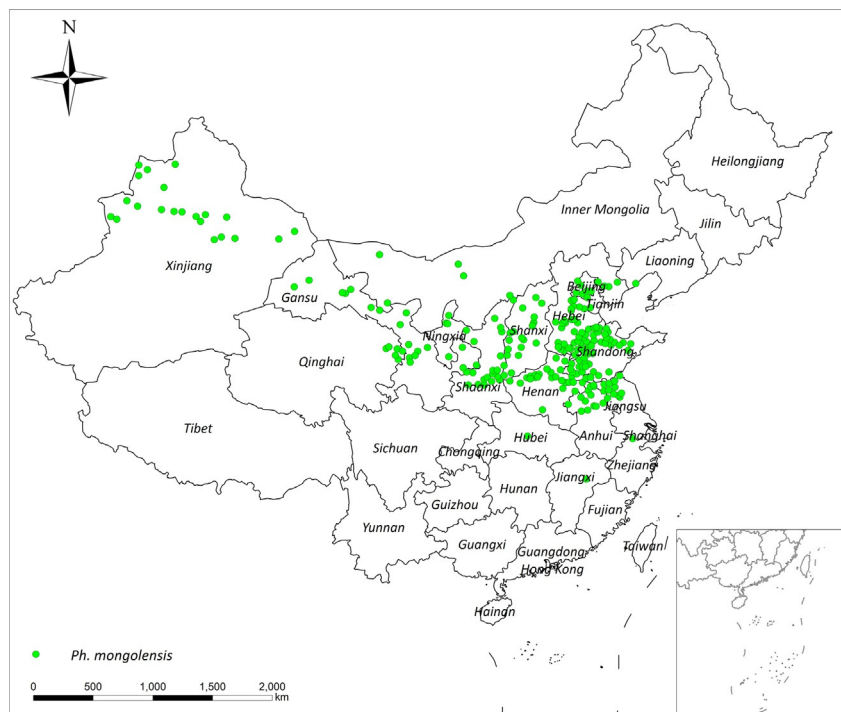 N
Heilongjiang
Inner Mongolia
Jilin
Liaoning
Xinjiang
Beijing
Gansu
Tianjin
Hebei
Ningxia
Shanxi
Shandong
Qinghai
Shaanxi
Henan
Jiangsu
Tibet
Hubei
Anhui
Shanghai
Sichuan
Chongqing
Zhejiang
Hunan
Jiangxi
Guizhou
Fujian
Yunnan
Guangxi
Guangdong
Taiwan
Hong Kong
Hainan
Ph. mongolensis
0 500 1,000 1,500 2,000
km